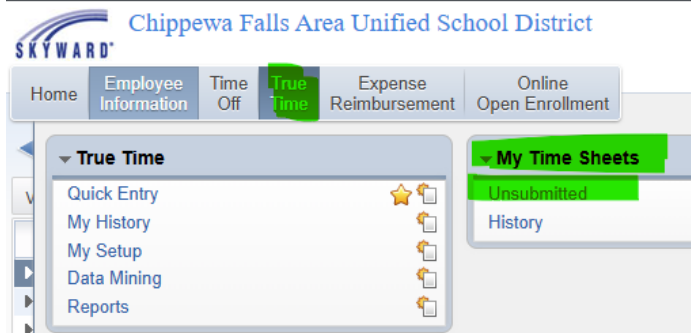 Chippewa Falls Area Unified School District
SKYWARD
Home
Employee Information
Time Off
True Time
Expense Reimbursement
Online Open Enrollment
True Time
Quick Entry
My History
My Setup
Data Mining
Reports
My Time Sheets
Unsubmitted
History